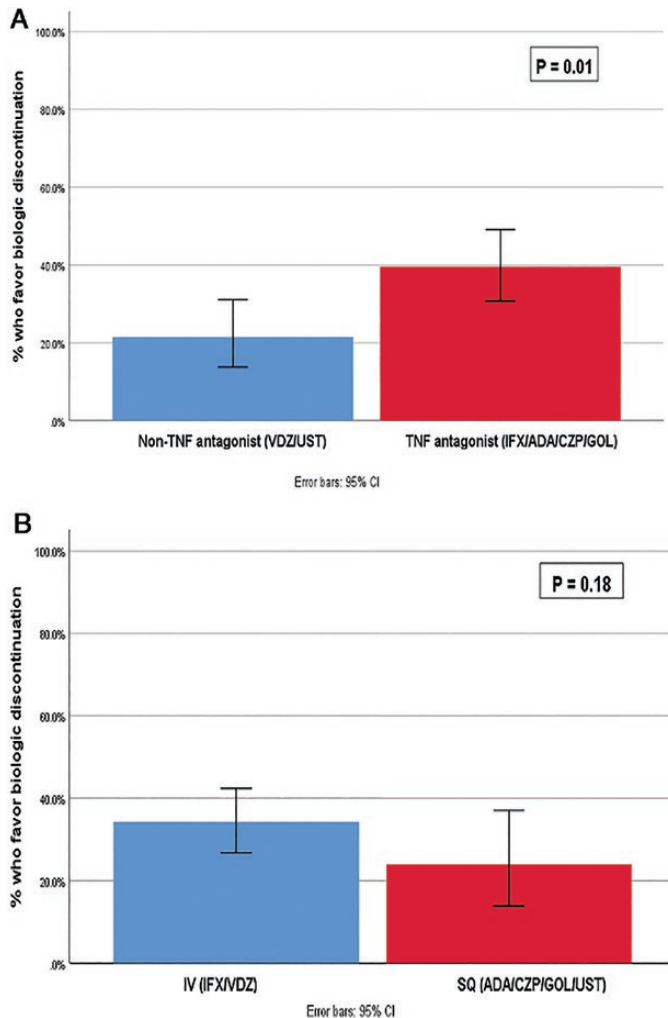 A
100.0%
P = 0.01
80.0%
60.0%
40.0%
20.0%
.0%
% who favor biologic discontinuation
Non-TNF antagonist (VDZ/UST)
TNF antagonist (IFX/ADA/CZP/GOL)
Error bars: 95% CI
B
100.0%
P = 0.18
80.0%
60.0%
40.0%
20.0%
.0%
% who favor biologic discontinuation
IV (IFX/VDZ)
SQ (ADA/CZP/GOL/UST)
Error bars: 95% CI